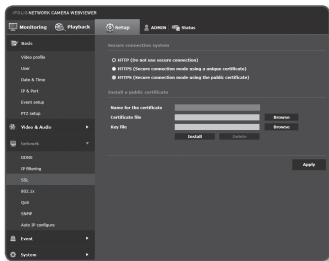 iPOLiS NETWORK CAMERA WEBVIEWER
Monitoring
Playback
Setup
ADMIN
Status
Basic
Video profile
User
Date & Time
IP & Port
Event setup
PTZ setup
Video & Audio
Network
DDNS
IP filtering
SSL
802.1x
QoS
SNMP
Auto IP configure
Event
System
Secure connection system
HTTP (Do not use secure connection)
HTTPS (Secure connection mode using a unique certificate)
HTTPS (Secure connection mode using the public certificate)
Install a public certificate
Name for the certificate
Certificate file
Browse
Key file
Browse
Install
Delete
Apply